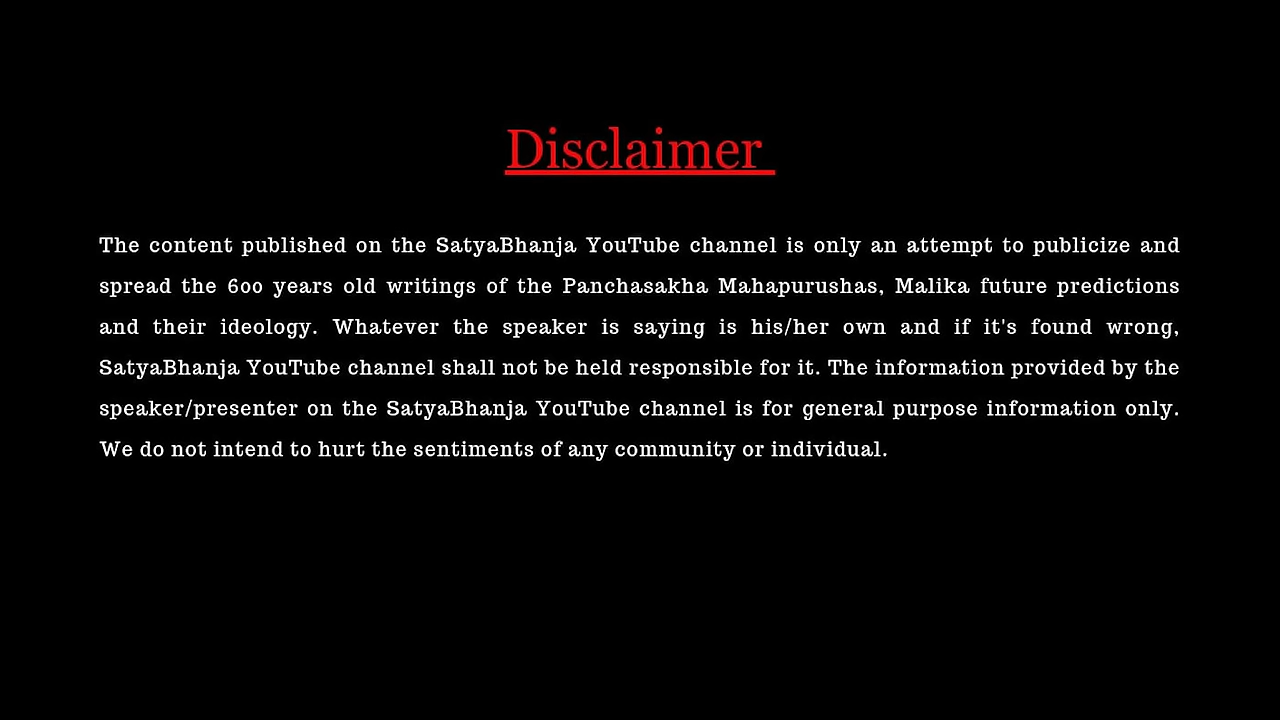 Disclaimer
The content published on the SatyaBhanja YouTube channel is only an attempt to publicize and
spread the 600 years old writings of the Panchasakha Mahapurushas, Malika future predictions
and their ideology. Whatever the speaker is saying is his/her own and if it's found wrong,
SatyaBhanja YouTube channel shall not be held responsible for it. The information provided by the
speaker/presenter on the SatyaBhanja YouTube channel is for general purpose information only.
We do not intend to hurt the sentiments of any community or individual.